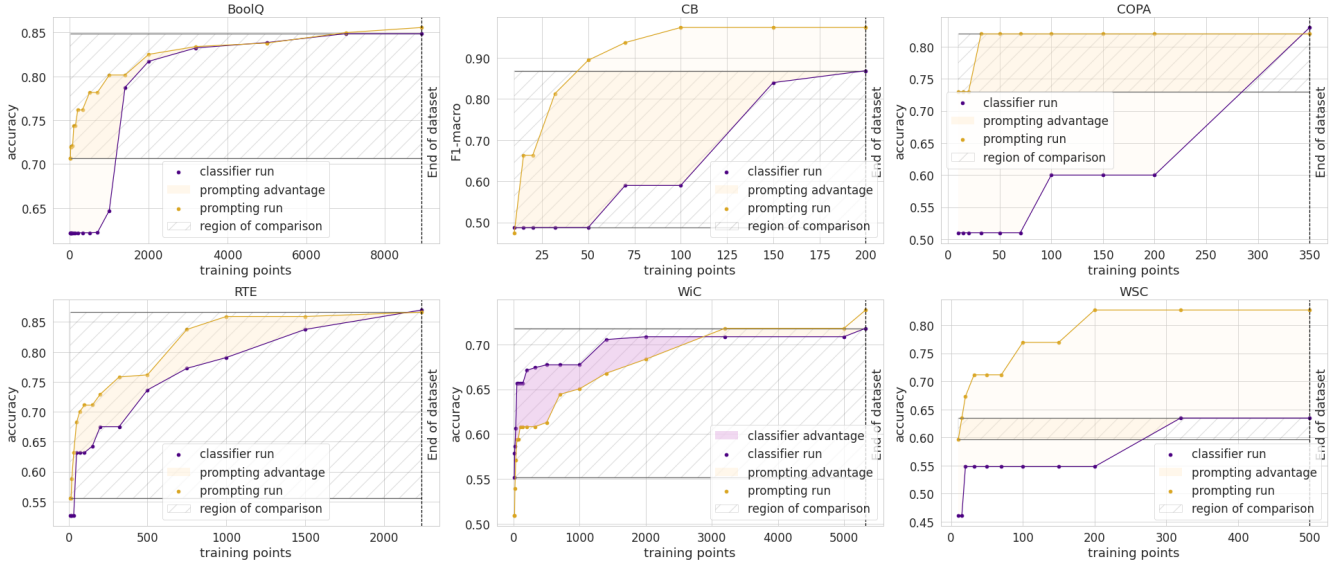 BoolQ
0.85
0.80
0.75
0.70
0.65
accuracy
0
2000
4000
6000
8000
training points
End of dataset
classifier run
prompting advantage
prompting run
region of comparison
CB
0.90
0.80
0.70
0.60
0.50
F1-macro
25
50
75
100
125
150
175
200
training points
End of dataset
classifier run
prompting advantage
prompting run
region of comparison
COPA
0.80
0.75
0.70
0.65
0.60
0.55
0.50
accuracy
0
50
100
150
200
250
300
350
training points
End of dataset
classifier run
prompting advantage
prompting run
region of comparison
RTE
0.85
0.80
0.75
0.70
0.65
0.60
0.55
accuracy
0
500
1000
1500
2000
training points
End of dataset
classifier run
prompting advantage
prompting run
region of comparison
WiC
0.70
0.65
0.60
0.55
0.50
accuracy
0
1000
2000
3000
4000
5000
training points
End of dataset
classifier advantage
classifier run
prompting advantage
prompting run
region of comparison
WSC
0.80
0.75
0.70
0.65
0.60
0.55
0.50
0.45
accuracy
0
100
200
300
400
500
training points
End of dataset
classifier run
prompting advantage
prompting run
region of comparison